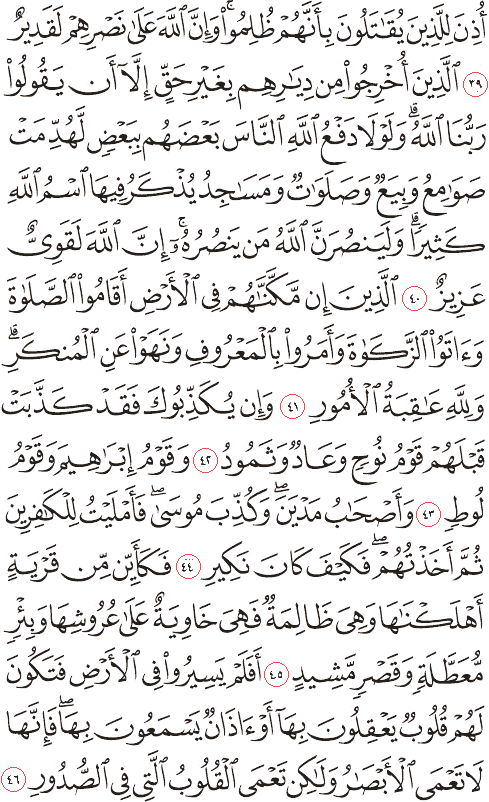 أُذِنَ لِلَّذِينَ يُقَٰتَلُونَ بِأَنَّهُمۡ ظُلِمُواْۚ وَإِنَّ ٱللَّهَ عَلَىٰ نَصۡرِهِمۡ لَقَدِيرٌ
٣٩ ٱلَّذِينَ أُخۡرِجُواْ مِن دِيَٰرِهِم بِغَيۡرِ حَقٍّ إِلَّآ أَن يَقُولُواْ
رَبُّنَا ٱللَّهُۗ وَلَوۡلَا دَفۡعُ ٱللَّهِ ٱلنَّاسَ بَعۡضَهُم بِبَعۡضٖ لَّهُدِّمَتۡ
صَوَٰمِعُ وَبِيَعٞ وَصَلَوَٰتٞ وَمَسَٰجِدُ يُذۡكَرُ فِيهَا ٱسۡمُ ٱللَّهِ
كَثِيرٗاۗ وَلَيَنصُرَنَّ ٱللَّهُ مَن يَنصُرُهُۥٓۚ إِنَّ ٱللَّهَ لَقَوِيٌّ
عَزِيزٌ ٤٠ ٱلَّذِينَ إِن مَّكَّنَّٰهُمۡ فِي ٱلۡأَرۡضِ أَقَامُواْ ٱلصَّلَوٰةَ
وَءَاتَوُاْ ٱلزَّكَوٰةَ وَأَمَرُواْ بِٱلۡمَعۡرُوفِ وَنَهَوۡاْ عَنِ ٱلۡمُنكَرِۗ
وَلِلَّهِ عَٰقِبَةُ ٱلۡأُمُورِ ٤١ وَإِن يُكَذِّبُوكَ فَقَدۡ كَذَّبَتۡ
قَبۡلَهُمۡ قَوۡمُ نُوحٖ وَعَادٞ وَثَمُودُ ٤٢ وَقَوۡمُ إِبۡرَٰهِيمَ وَقَوۡمُ
لُوطٖ ٤٣ وَأَصۡحَٰبُ مَدۡيَنَۖ وَكُذِّبَ مُوسَىٰۖ فَأَمۡلَيۡتُ لِلۡكَٰفِرِينَ
ثُمَّ أَخَذۡتُهُمۡۖ فَكَيۡفَ كَانَ نَكِيرِ ٤٤ فَكَأَيِّن مِّن قَرۡيَةٍ
أَهۡلَكۡنَٰهَا وَهِيَ ظَالِمَةٞ فَهِيَ خَاوِيَةٌ عَلَىٰ عُرُوشِهَا وَبِئۡرٖ
مُّعَطَّلَةٖ وَقَصۡرٖ مَّشِيدٍ ٤٥ أَفَلَمۡ يَسِيرُواْ فِي ٱلۡأَرۡضِ فَتَكُونَ
لَهُمۡ قُلُوبٞ يَعۡقِلُونَ بِهَآ أَوۡ ءَاذَانٞ يَسۡمَعُونَ بِهَاۖ فَإِنَّهَا
لَا تَعۡمَى ٱلۡأَبۡصَٰرُ وَلَٰكِن تَعۡمَى ٱلۡقُلُوبُ ٱلَّتِي فِي ٱلصُّدُورِ ٤٦